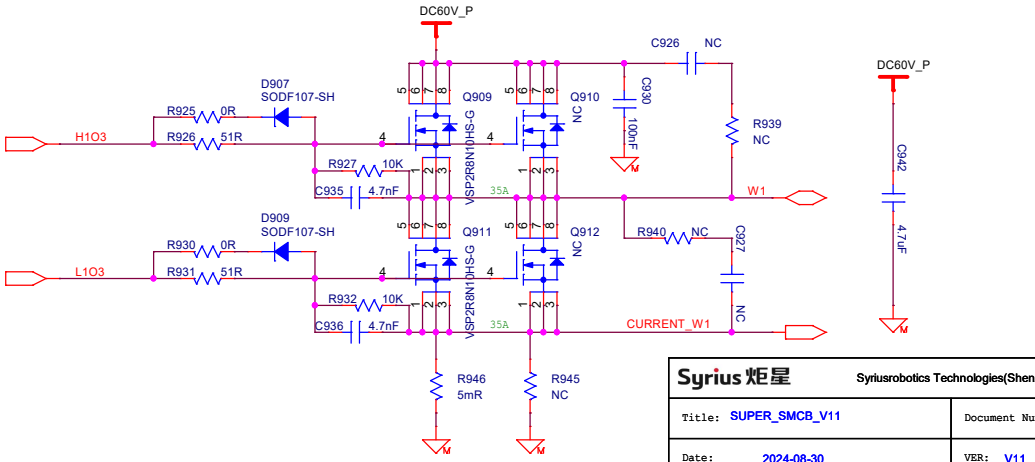 DC60V_P
C926 NC
DC60V_P
D907
SODF107-SH
R925 0R
R926 51R
H1O3
5 6 7 8
Q909
VSP2R8N10HS-G
4
1 2 3
5 6 7 8
Q910
NC
4
1 2 3
C930
100nF
M
R939
NC
C942
4.7uF
M
R927 10K
C935 4.7nF
35A
W1
D909
SODF107-SH
R930 0R
R931 51R
L1O3
5 6 7 8
Q911
VSP2R8N10HS-G
4
1 2 3
5 6 7 8
Q912
NC
4
1 2 3
R940 NC
C927
NC
R932 10K
C936 4.7nF
35A
CURRENT_W1
R946
5mR
M
R945
NC
M
Syrius 炬星
Syriusrobotics Technologies(Shen
Title: SUPER_SMCB_V11
Document Nu
Date: 2024-08-30
VER: V11